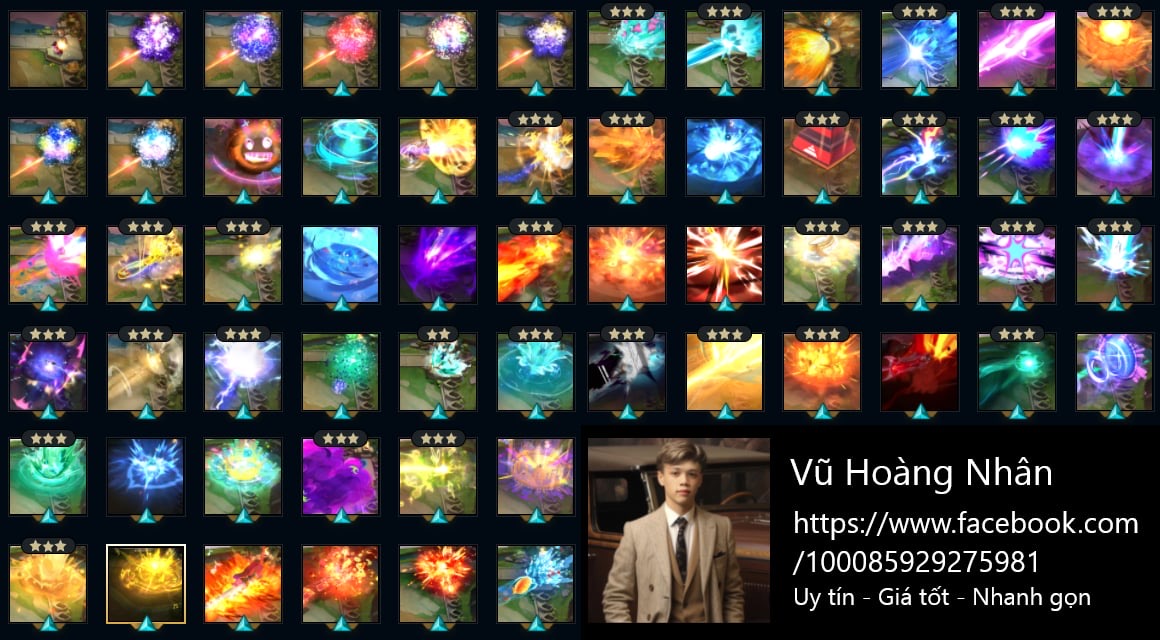 Vũ Hoàng Nhân
https://www.facebook.com
/100085929275981
Uy tín - Giá tốt - Nhanh gọn